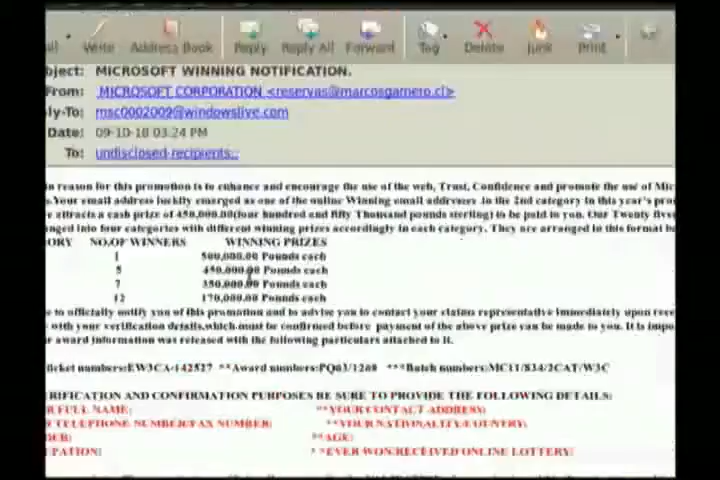 Write Address Book Reply Reply All Forward Tag Delete Junk Print
bject: MICROSOFT WINNING NOTIFICATION.
From: MICROSOFT CORPORATION <reservas@marcosgamero.cl>
ly-To: msc0002009@windowslive.com
Date: 09-10-18 03:24 PM
To: undisclosed-recipients:;
in reason for this promotion is to enhance and encourage the use of the web, Trust, Confidence and promote the use of Mic
s.Your email address luckily emerged as one of the online Winning email addresses .in the 2nd category in this year's pro
e attracts a cash prize of 450,000.00(four hundred and fifty Thousand pounds sterling) to be paid to you. Our Twenty
nged into four categories with different winning prizes accordingly in each category. They are arranged in this format be
ORY NO.OF WINNERS WINNING PRIZES
1 500,000.00 Pounds each
5 450,000.00 Pounds each
7 350,000.00 Pounds each
12 170,000.00 Pounds each
e to officially notify you of this promotion and to advise you to contact your claims representative immediately upon rece
with your verification details,which must be confirmed before payment of the above prize can be made to you. It is impo
r award information was released with the following particulars attached to it.
icket numbers:EW3CA-142527 **Award numbers:PQ03/1260 ***Batch numbers:MC11/834/2CAT/W3C
RIFICATION AND CONFIRMATION PURPOSES BE SURE TO PROVIDE THE FOLLOWING DETAILS:
R FULL NAME: **YOUR CONTACT ADDRESS:
R TELEPHONE NUMBER/FAX NUMBER: **YOUR NATIONALITY/COUNTRY:
DER: **AGE:
PATION: **EVER WON/RECEIVED ONLINE LOTTERY: